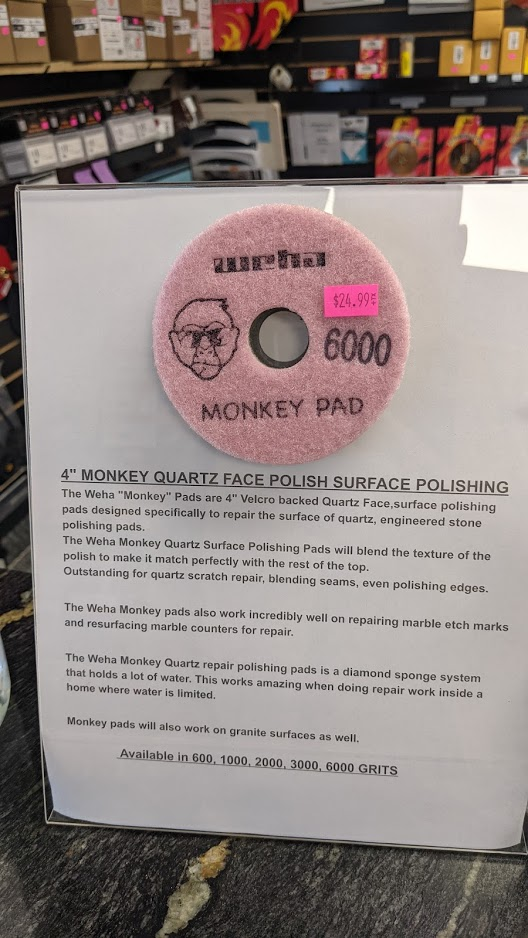 weha
$24.99
6000
MONKEY PAD
4" MONKEY QUARTZ FACE POLISH SURFACE POLISHING
The Weha "Monkey" Pads are 4" Velcro backed Quartz Face,surface polishing
pads designed specifically to repair the surface of quartz, engineered stone
polishing pads.
The Weha Monkey Quartz Surface Polishing Pads will blend the texture of the
polish to make it match perfectly with the rest of the top.
Outstanding for quartz scratch repair, blending seams, even polishing edges.
The Weha Monkey pads also work incredibly well on repairing marble etch marks
and resurfacing marble counters for repair.
The Weha Monkey Quartz repair polishing pads is a diamond sponge system
that holds a lot of water. This works amazing when doing repair work inside a
home where water is limited.
Monkey pads will also work on granite surfaces as well.
Available in 600, 1000, 2000, 3000, 6000 GRITS